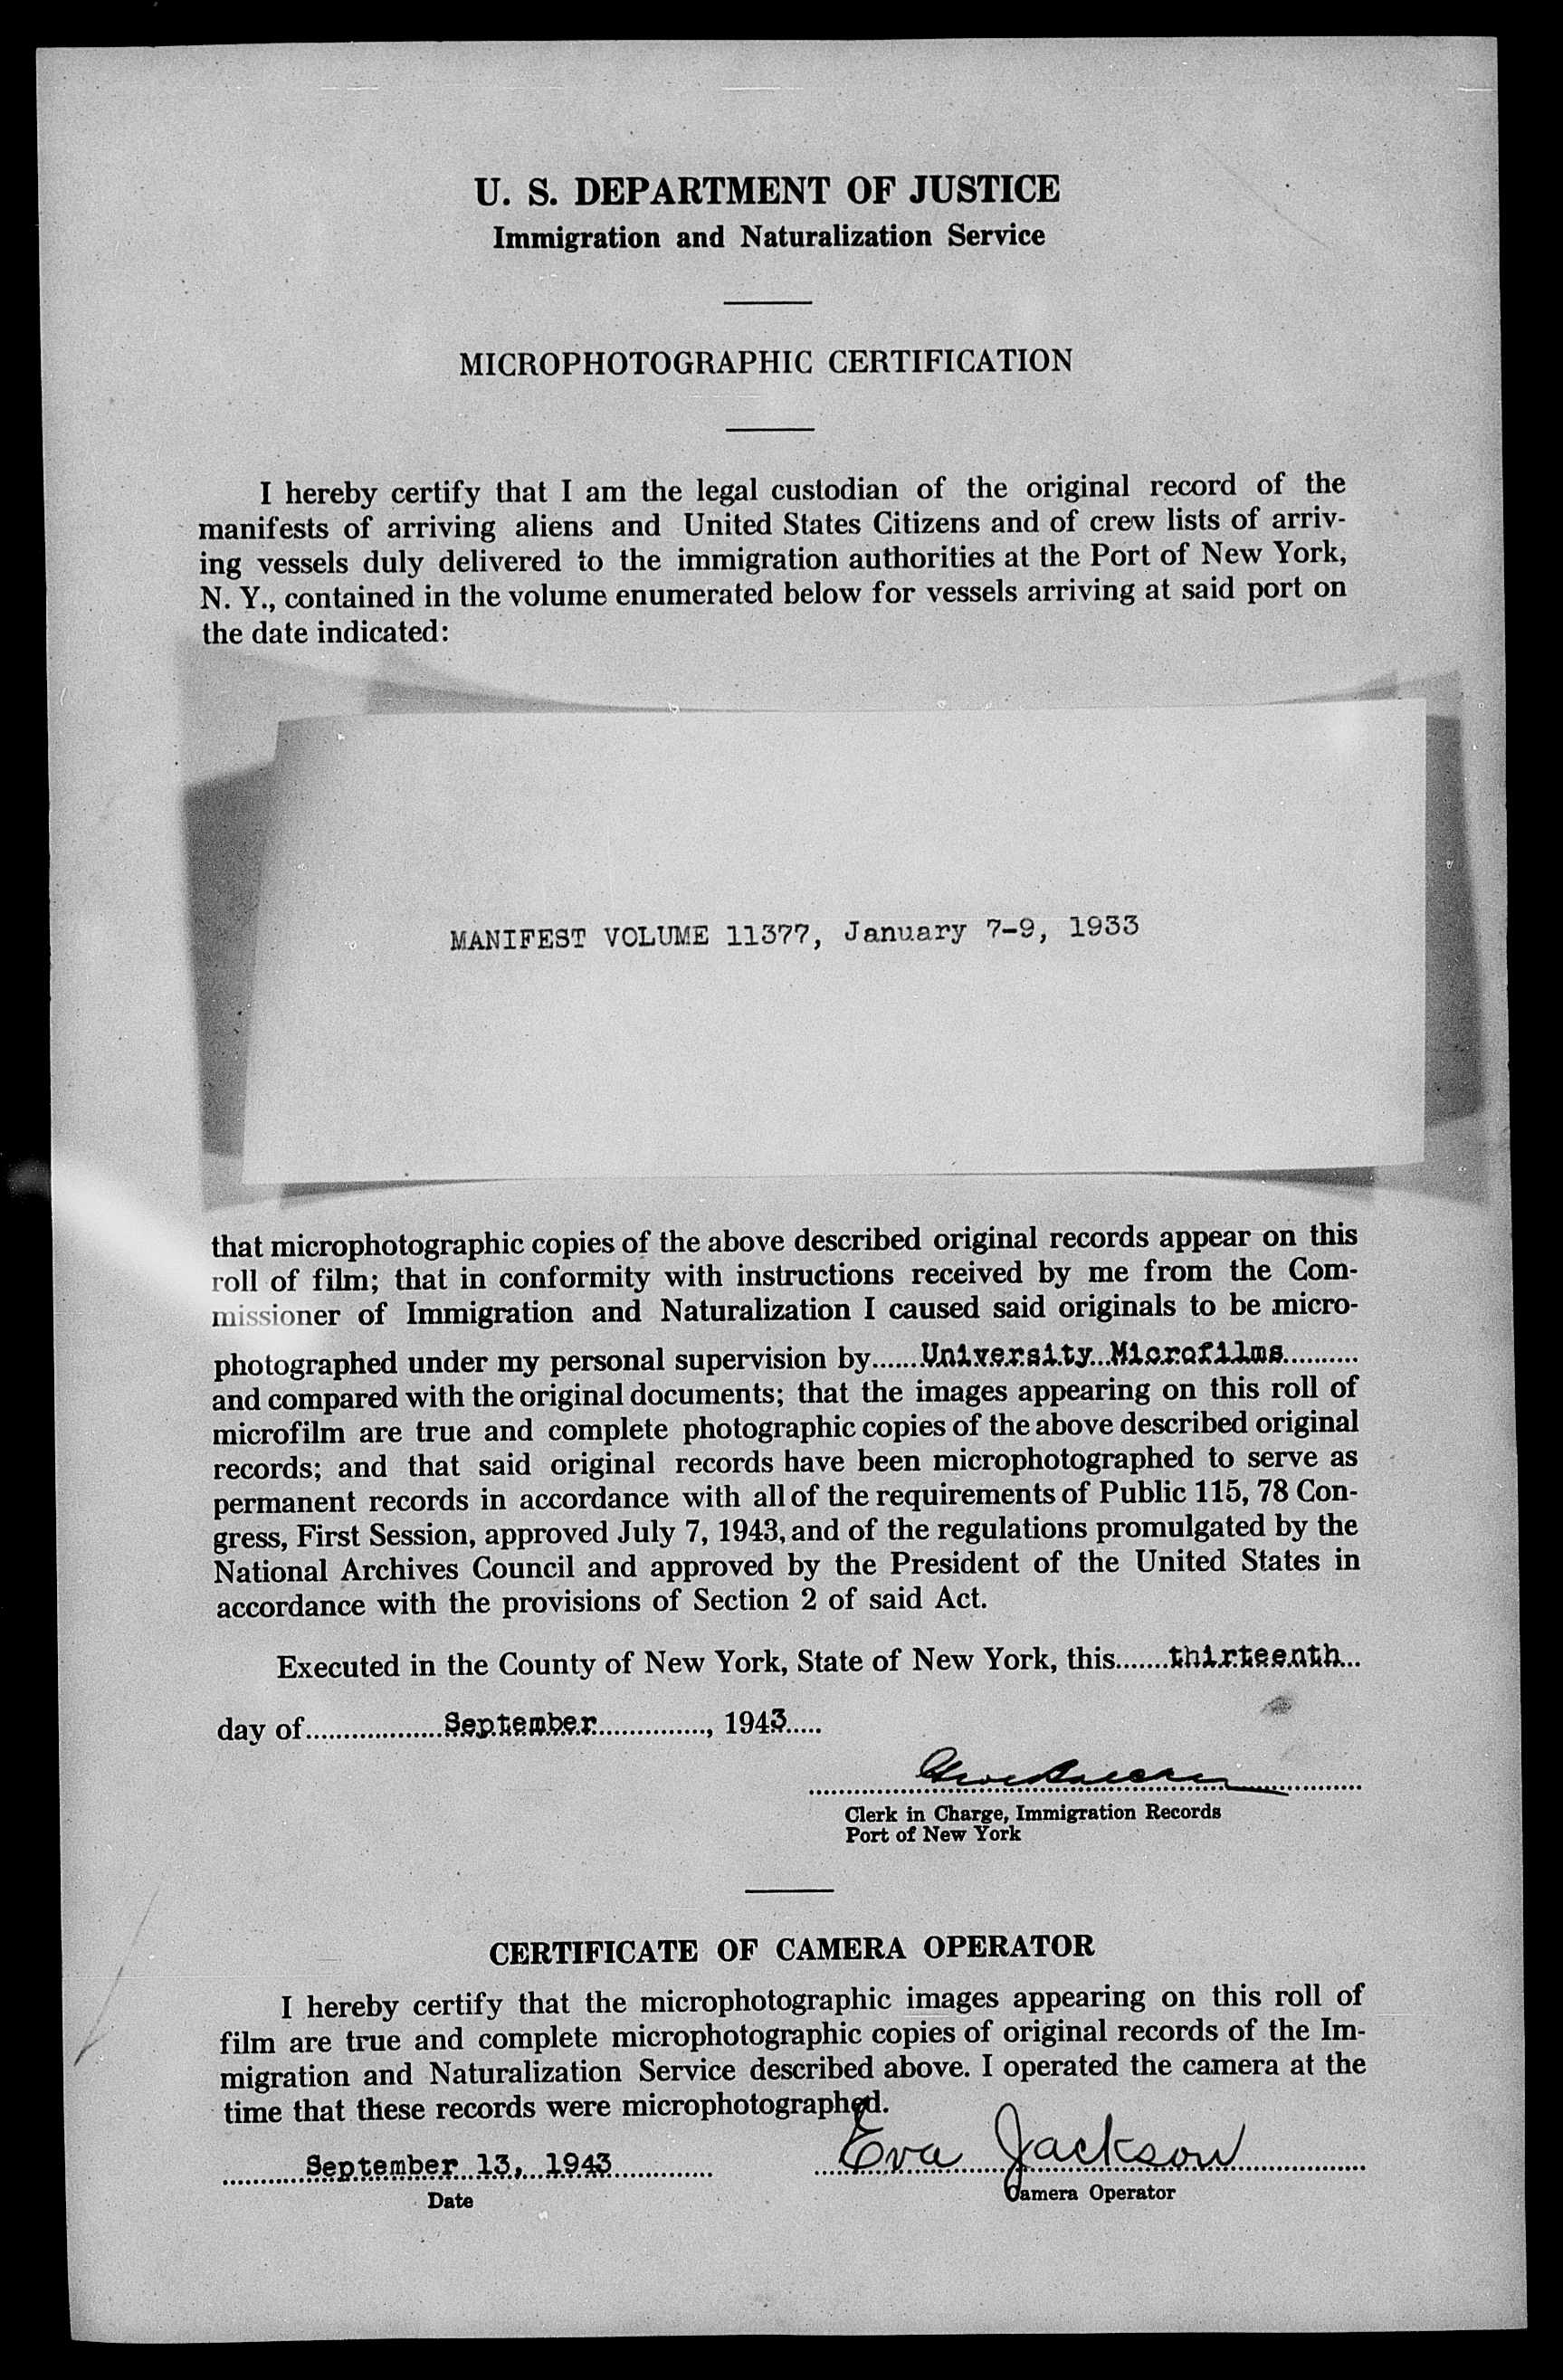 U. S. DEPARTMENT OF JUSTICE
Immigration and Naturalization Service
MICROPHOTOGRAPHIC CERTIFICATION
I hereby certify that I am the legal custodian of the original record of the
manifests of arriving aliens and United States Citizens and of crew lists of arriv-
ing vessels duly delivered to the immigration authorities at the Port of New York,
N. Y., contained in the volume enumerated below for vessels arriving at said port on
the date indicated:
MANIFEST VOLUME 11377, January 7-9, 1933
that microphotographic copies of the above described original records appear on this
roll of film; that in conformity with instructions received by me from the Com-
missioner of Immigration and Naturalization I caused said originals to be micro-
photographed under my personal supervision by......University Microfilms..........
and compared with the original documents; that the images appearing on this roll of
microfilm are true and complete photographic copies of the above described original
records; and that said original records have been microphotographed to serve as
permanent records in accordance with all of the requirements of Public 115, 78 Con-
gress, First Session, approved July 7, 1943, and of the regulations promulgated by the
National Archives Council and approved by the President of the United States in
accordance with the provisions of Section 2 of said Act.
Executed in the County of New York, State of New York, this.......thirteenth...
day of..................September..............., 1943.....
Clerk in Charge, Immigration Records
Port of New York
CERTIFICATE OF CAMERA OPERATOR
I hereby certify that the microphotographic images appearing on this roll of
film are true and complete microphotographic copies of original records of the Im-
migration and Naturalization Service described above. I operated the camera at the
time that these records were microphotographed.
...........September 13, 1943............. Eva Jackson
Date Camera Operator